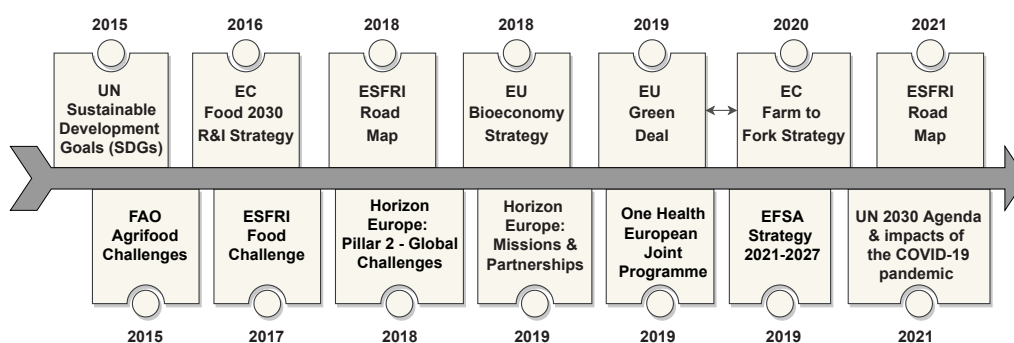 2015
UN
Sustainable
Development
Goals (SDGs)
2016
EC
Food 2030
R&I Strategy
2018
ESFRI
Road
Map
2018
EU
Bioeconomy
Strategy
2019
EU
Green
Deal
2020
EC
Farm to
Fork Strategy
2021
ESFRI
Road
Map
FAO
Agrifood
Challenges
2015
ESFRI
Food
Challenge
2017
Horizon
Europe:
Pillar 2 - Global
Challenges
2018
Horizon
Europe:
Missions &
Partnerships
2019
One Health
European
Joint
Programme
2019
EFSA
Strategy
2021-2027
2019
UN 2030 Agenda
& impacts of
the COVID-19
pandemic
2021